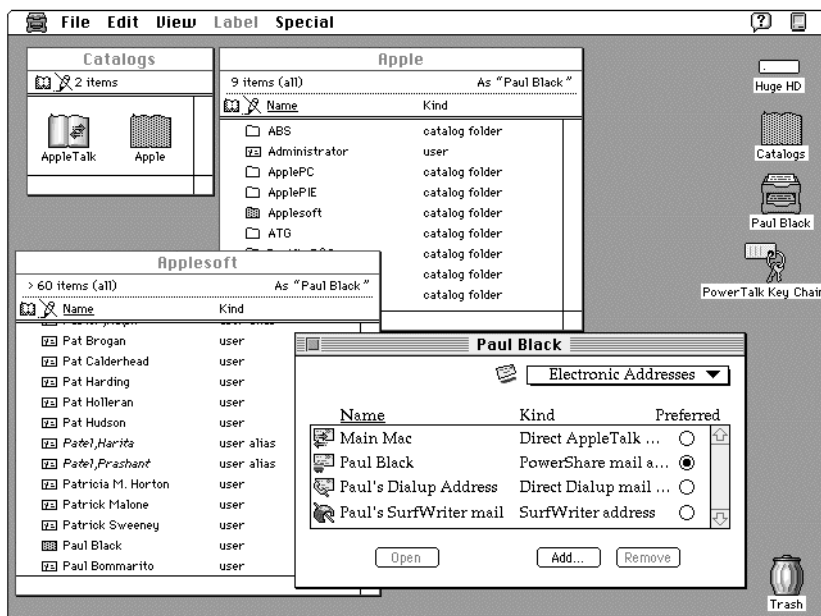 File Edit View Label Special
Catalogs
2 items
AppleTalk
Apple
Apple
9 items (all) As “Paul Black”
Name Kind
ABS catalog folder
Administrator user
ApplePC catalog folder
ApplePIE catalog folder
Applesoft catalog folder
ATG catalog folder
catalog folder
catalog folder
catalog folder
Huge HD
Catalogs
Paul Black
PowerTalk Key Chain
Applesoft
> 60 items (all) As “Paul Black”
Name Kind
Pat Brogan user
Pat Calderhead user
Pat Harding user
Pat Holleran user
Pat Hudson user
Patel,Harita user alias
Patel,Prashant user alias
Patricia M. Horton user
Patrick Malone user
Patrick Sweeney user
Paul Black user
Paul Bommarito user
Paul Black
Electronic Addresses
Name Kind Preferred
Main Mac Direct AppleTalk ...
Paul Black PowerShare mail a...
Paul's Dialup Address Direct Dialup mail ...
Paul's SurfWriter mail SurfWriter address
Open Add... Remove
Trash